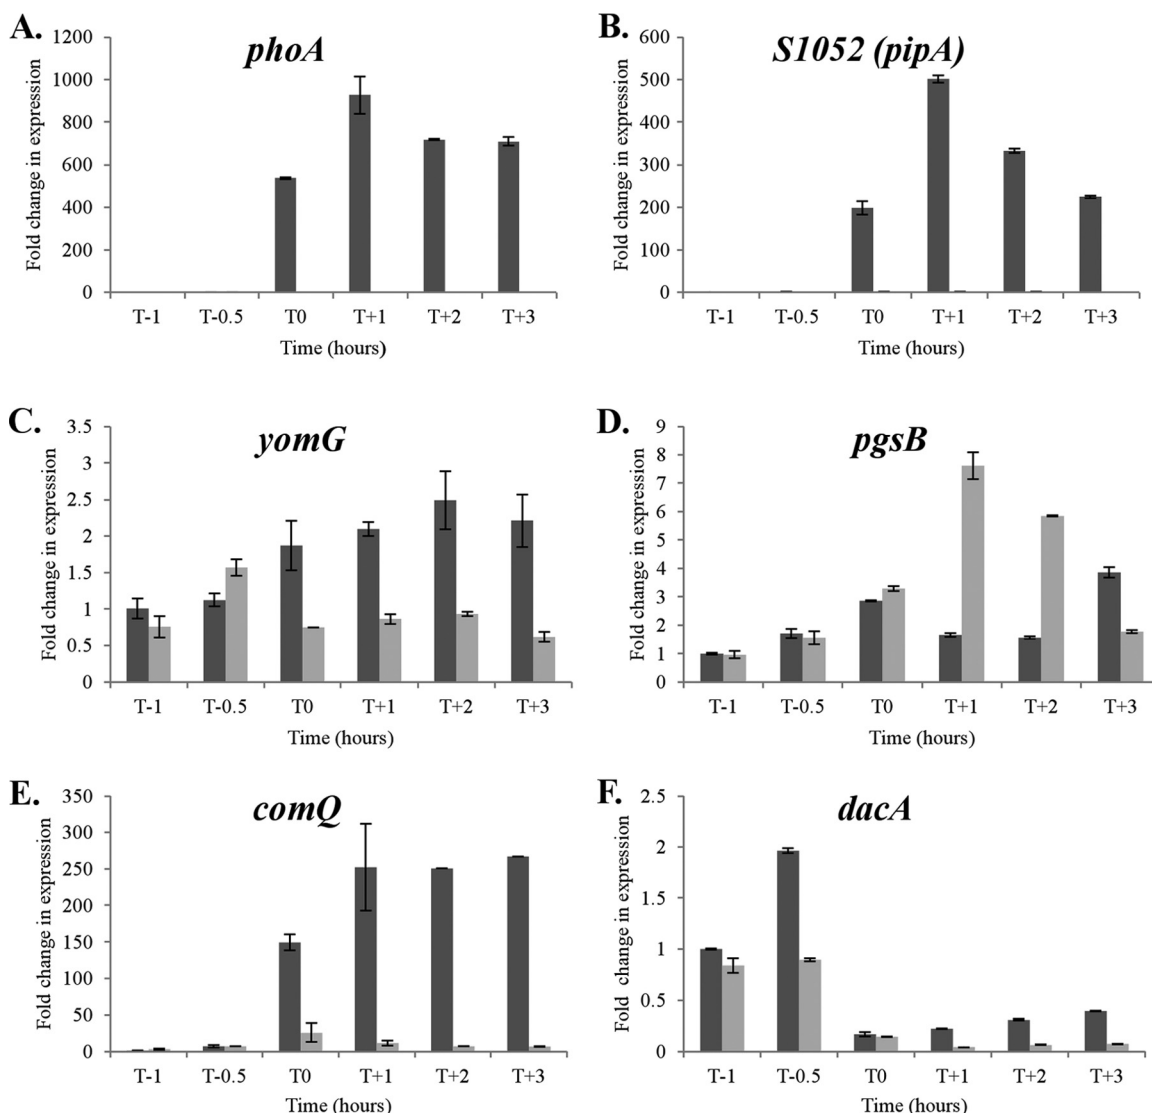 A.
phoA
Fold change in expression
1200
1000
800
600
400
200
0
T-1 T-0.5 T0 T+1 T+2 T+3
Time (hours)
B.
S1052 (pipA)
Fold change in expression
600
500
400
300
200
100
0
T-1 T-0.5 T0 T+1 T+2 T+3
Time (hours)
C.
yomG
Fold change in expression
3.5
3
2.5
2
1.5
1
0.5
0
T-1 T-0.5 T0 T+1 T+2 T+3
Time (hours)
D.
pgsB
Fold change in expression
9
8
7
6
5
4
3
2
1
0
T-1 T-0.5 T0 T+1 T+2 T+3
Time (hours)
E.
comQ
Fold change in expression
350
300
250
200
150
100
50
0
T-1 T-0.5 T0 T+1 T+2 T+3
Time (hours)
F.
dacA
Fold change in expression
2.5
2
1.5
1
0.5
0
T-1 T-0.5 T0 T+1 T+2 T+3
Time (hours)